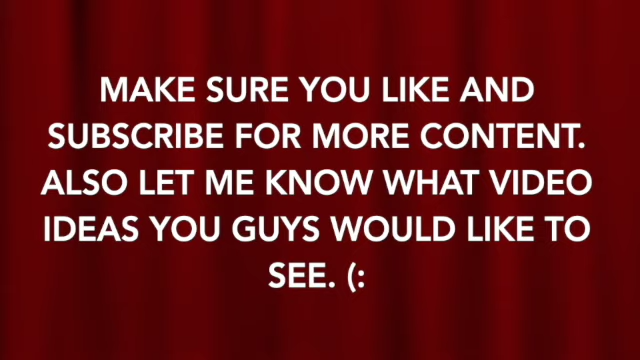 MAKE SURE YOU LIKE AND
SUBSCRIBE FOR MORE CONTENT.
ALSO LET ME KNOW WHAT VIDEO
IDEAS YOU GUYS WOULD LIKE TO
SEE. (: